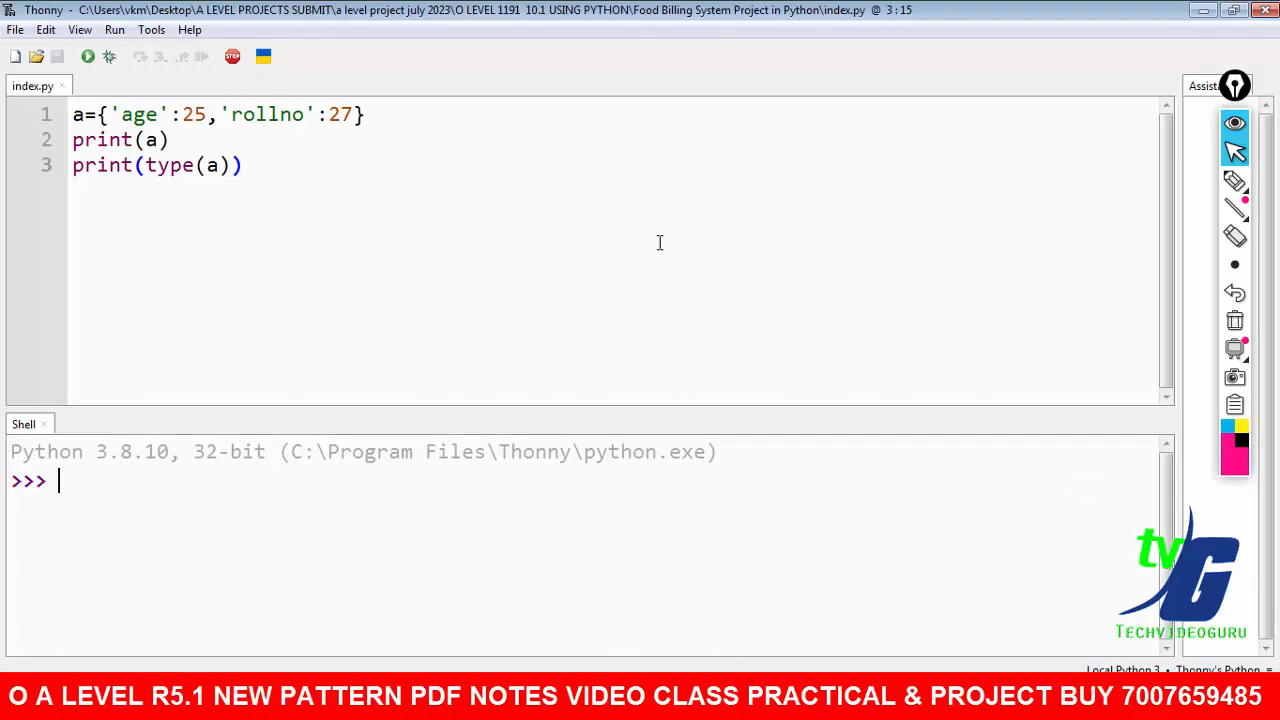 Thonny - C:\Users\vkm\Desktop\A LEVEL PROJECTS SUBMIT\a level project july 2023\O LEVEL 1191 10.1 USING PYTHON\Food Billing System Project in Python\index.py @ 3 : 15
File Edit View Run Tools Help
STOP
index.py ×
Assist
1 a={'age':25,'rollno':27}
2 print(a)
3 print(type(a))
Shell ×
Python 3.8.10, 32-bit (C:\Program Files\Thonny\python.exe)
>>>
tv G
TECHVIDEOGURU
Local Python 3 • Thonny's Python
O A LEVEL R5.1 NEW PATTERN PDF NOTES VIDEO CLASS PRACTICAL & PROJECT BUY 7007659485